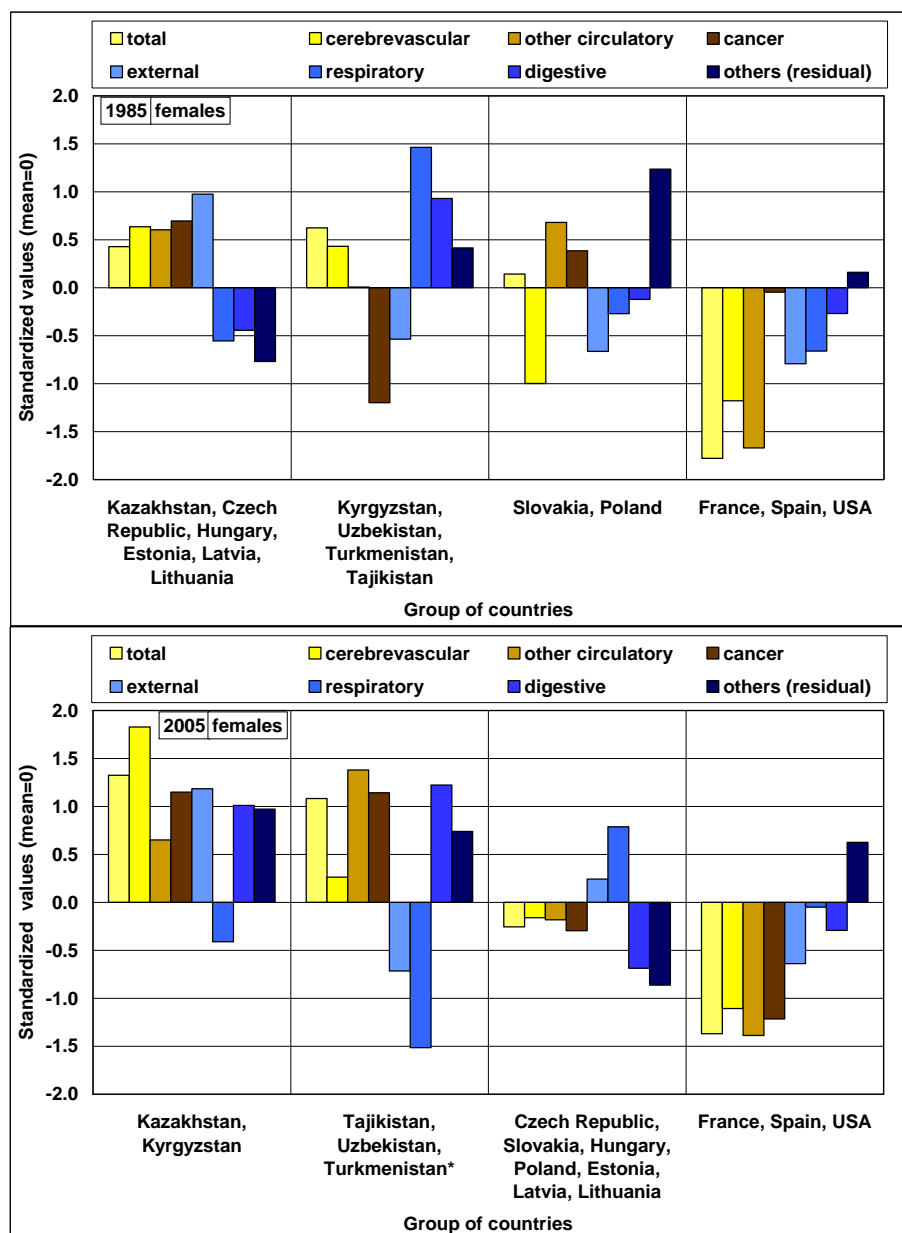 total cerebrevascular other circulatory cancer
external respiratory digestive others (residual)
2.0
1985 females
1.5
1.0
0.5
0.0
-0.5
-1.0
-1.5
-2.0
Standardized values (mean=0)
Kazakhstan, Czech Republic, Hungary, Estonia, Latvia, Lithuania
Kyrgyzstan, Uzbekistan, Turkmenistan, Tajikistan
Slovakia, Poland
France, Spain, USA
Group of countries
total cerebrevascular other circulatory cancer
external respiratory digestive others (residual)
2.0
2005 females
1.5
1.0
0.5
0.0
-0.5
-1.0
-1.5
-2.0
Standardized values (mean=0)
Kazakhstan, Kyrgyzstan
Tajikistan, Uzbekistan, Turkmenistan*
Czech Republic, Slovakia, Hungary, Poland, Estonia, Latvia, Lithuania
France, Spain, USA
Group of countries